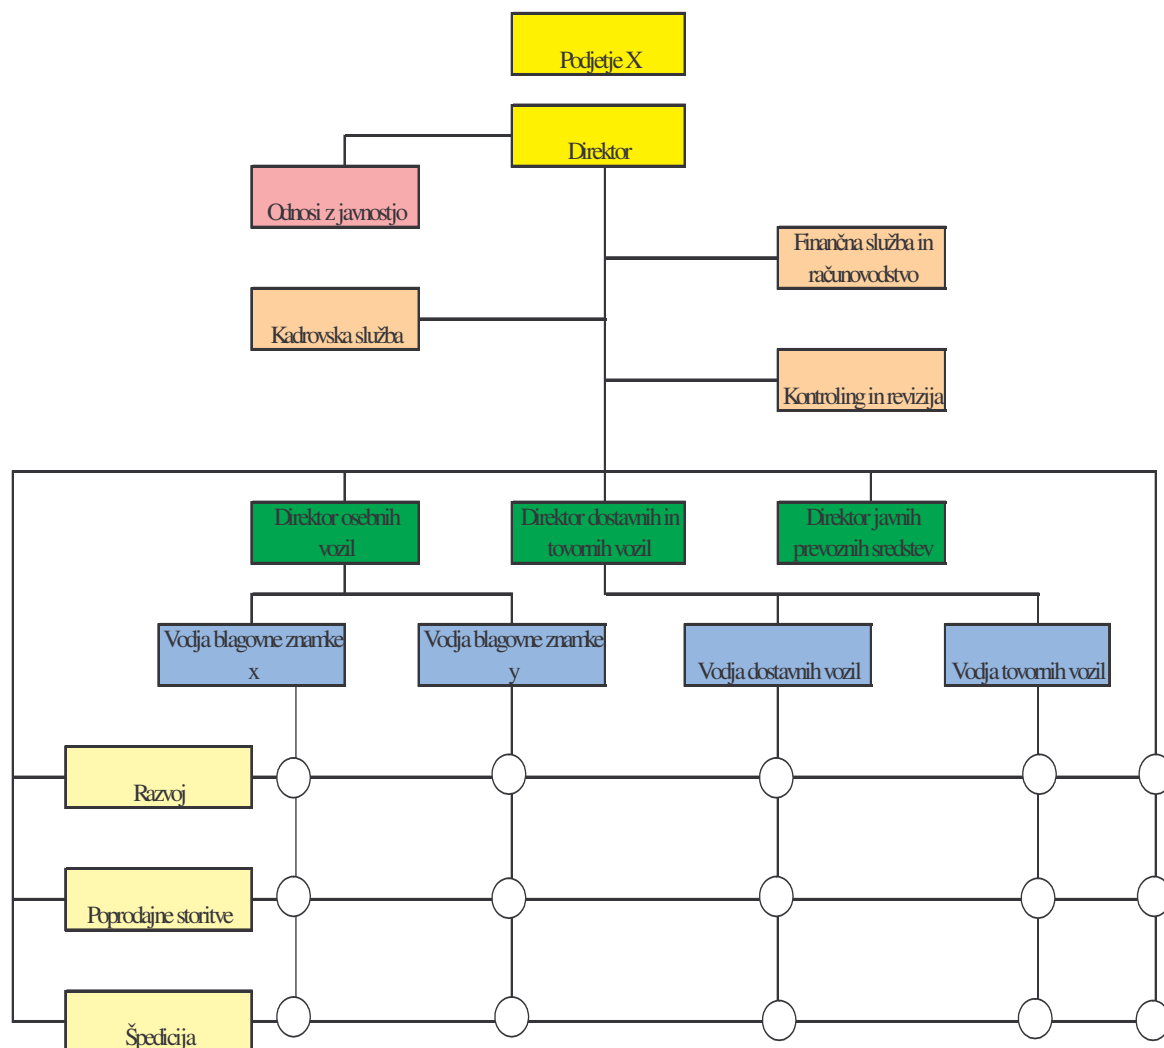 Podjetje X
Direktor
Odnosi z javnostjo
Finančna služba in
računovodstvo
Kadrovska služba
Kontroling in revizija
Direktor osebnih
vozil
Direktor dostavnih in
tovornih vozil
Direktor javnih
prevoznih sredstev
Vodja blagovne znamke
x
Vodja blagovne znamke
y
Vodja dostavnih vozil
Vodja tovornih vozil
Razvoj
Poprodajne storitve
Špedicija